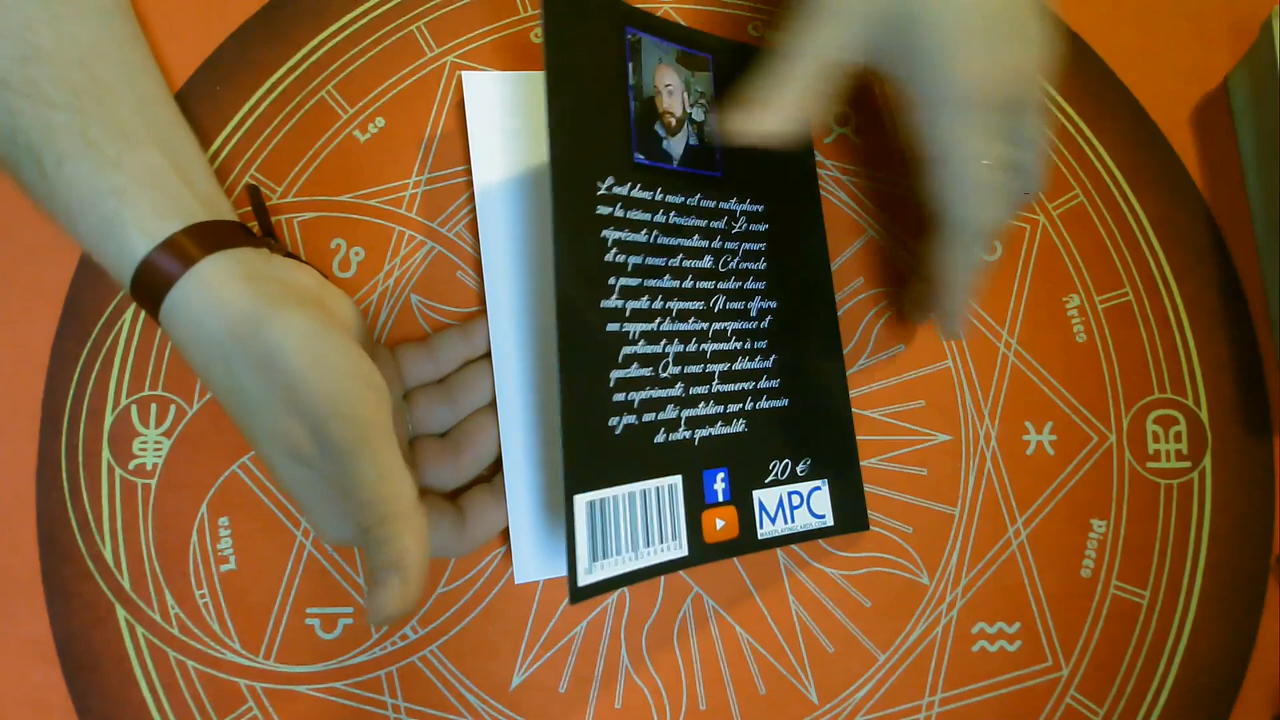 Leo
L'oeil dans le noir est une métaphore
sur la vision du troisième oeil. Le noir
réprésente l'incarnation de nos peurs
et ce qui nous est occulté. Cet oracle
a pour vocation de vous aider dans
votre quête de réponses. Il vous offrira
un support divinatoire perspicace et
pertinent afin de répondre à vos
questions. Que vous soyez débutant
ou expérimenté, vous trouverez dans
ce jeu, un allié quotidien sur le chemin
de votre spiritualité.
20 €
f
MPC
MAKEPLAYINGCARDS.COM
Aries
Libra
Pisces